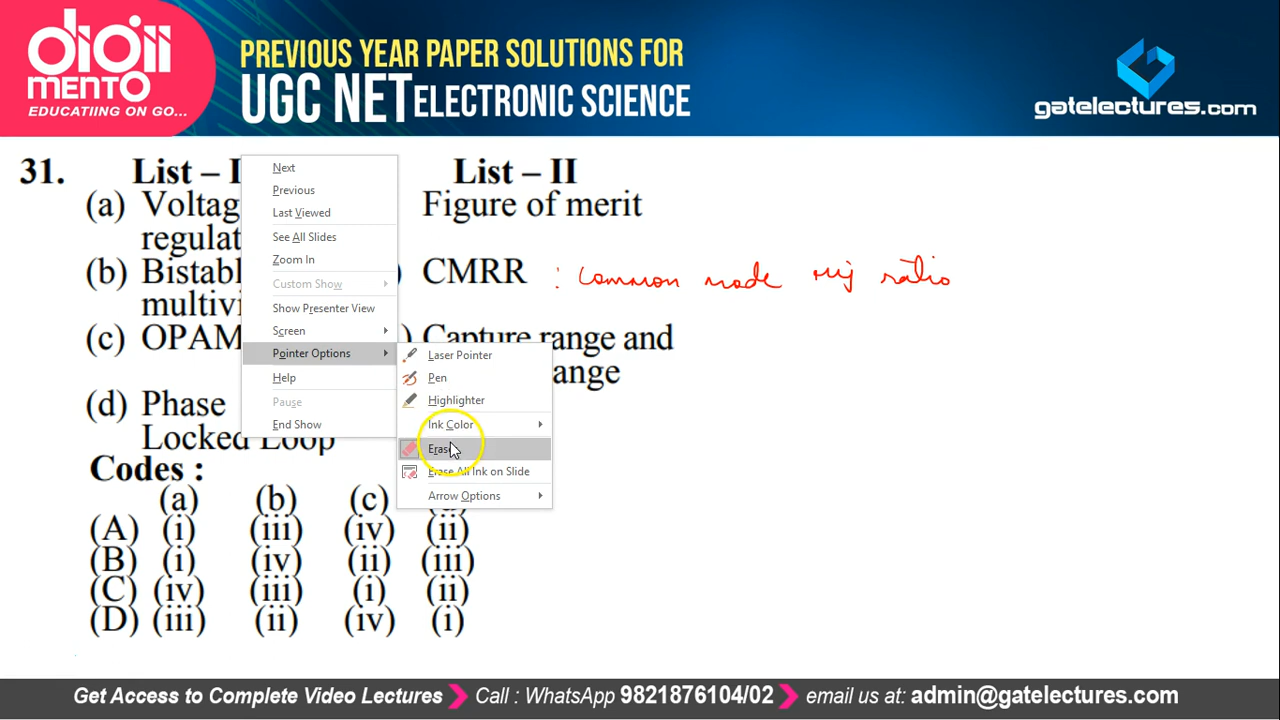 dioii
MENTO
EDUCATIING ON GO...
PREVIOUS YEAR PAPER SOLUTIONS FOR
UGC NET ELECTRONIC SCIENCE
gatelectures.com
31. List – I List – II
(a) Voltag Figure of merit
regulat
(b) Bistabl ) CMRR : common mode rej ratio
multivi
(c) OPAM ) Capture range and
ange
(d) Phase
Locked Loop
Next
Previous
Last Viewed
See All Slides
Zoom In
Custom Show
Show Presenter View
Screen
Pointer Options
Help
Pause
End Show
Laser Pointer
Pen
Highlighter
Ink Color
Erase
Erase All Ink on Slide
Arrow Options
Codes :
(a) (b) (c)
(A) (i) (iii) (iv) (ii)
(B) (i) (iv) (ii) (iii)
(C) (iv) (iii) (i) (ii)
(D) (iii) (ii) (iv) (i)
Get Access to Complete Video Lectures Call : WhatsApp 9821876104/02 email us at: admin@gatelectures.com